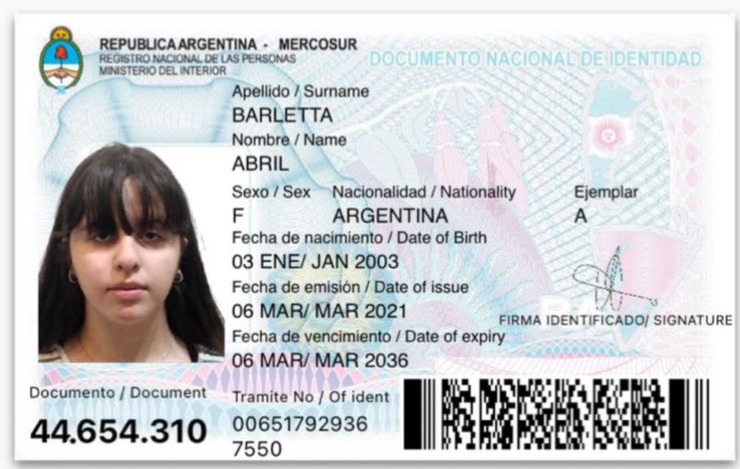 REPUBLICA ARGENTINA - MERCOSUR
REGISTRO NACIONAL DE LAS PERSONAS
MINISTERIO DEL INTERIOR
DOCUMENTO NACIONAL DE IDENTIDAD
Apellido / Surname
BARLETTA
Nombre / Name
ABRIL
Sexo / Sex Nacionalidad / Nationality Ejemplar
F ARGENTINA A
Fecha de nacimiento / Date of Birth
03 ENE/ JAN 2003
Fecha de emisión / Date of issue
06 MAR/ MAR 2021
FIRMA IDENTIFICADO/ SIGNATURE
Fecha de vencimiento / Date of expiry
06 MAR/ MAR 2036
Documento / Document
44.654.310
Tramite No / Of ident
00651792936
7550